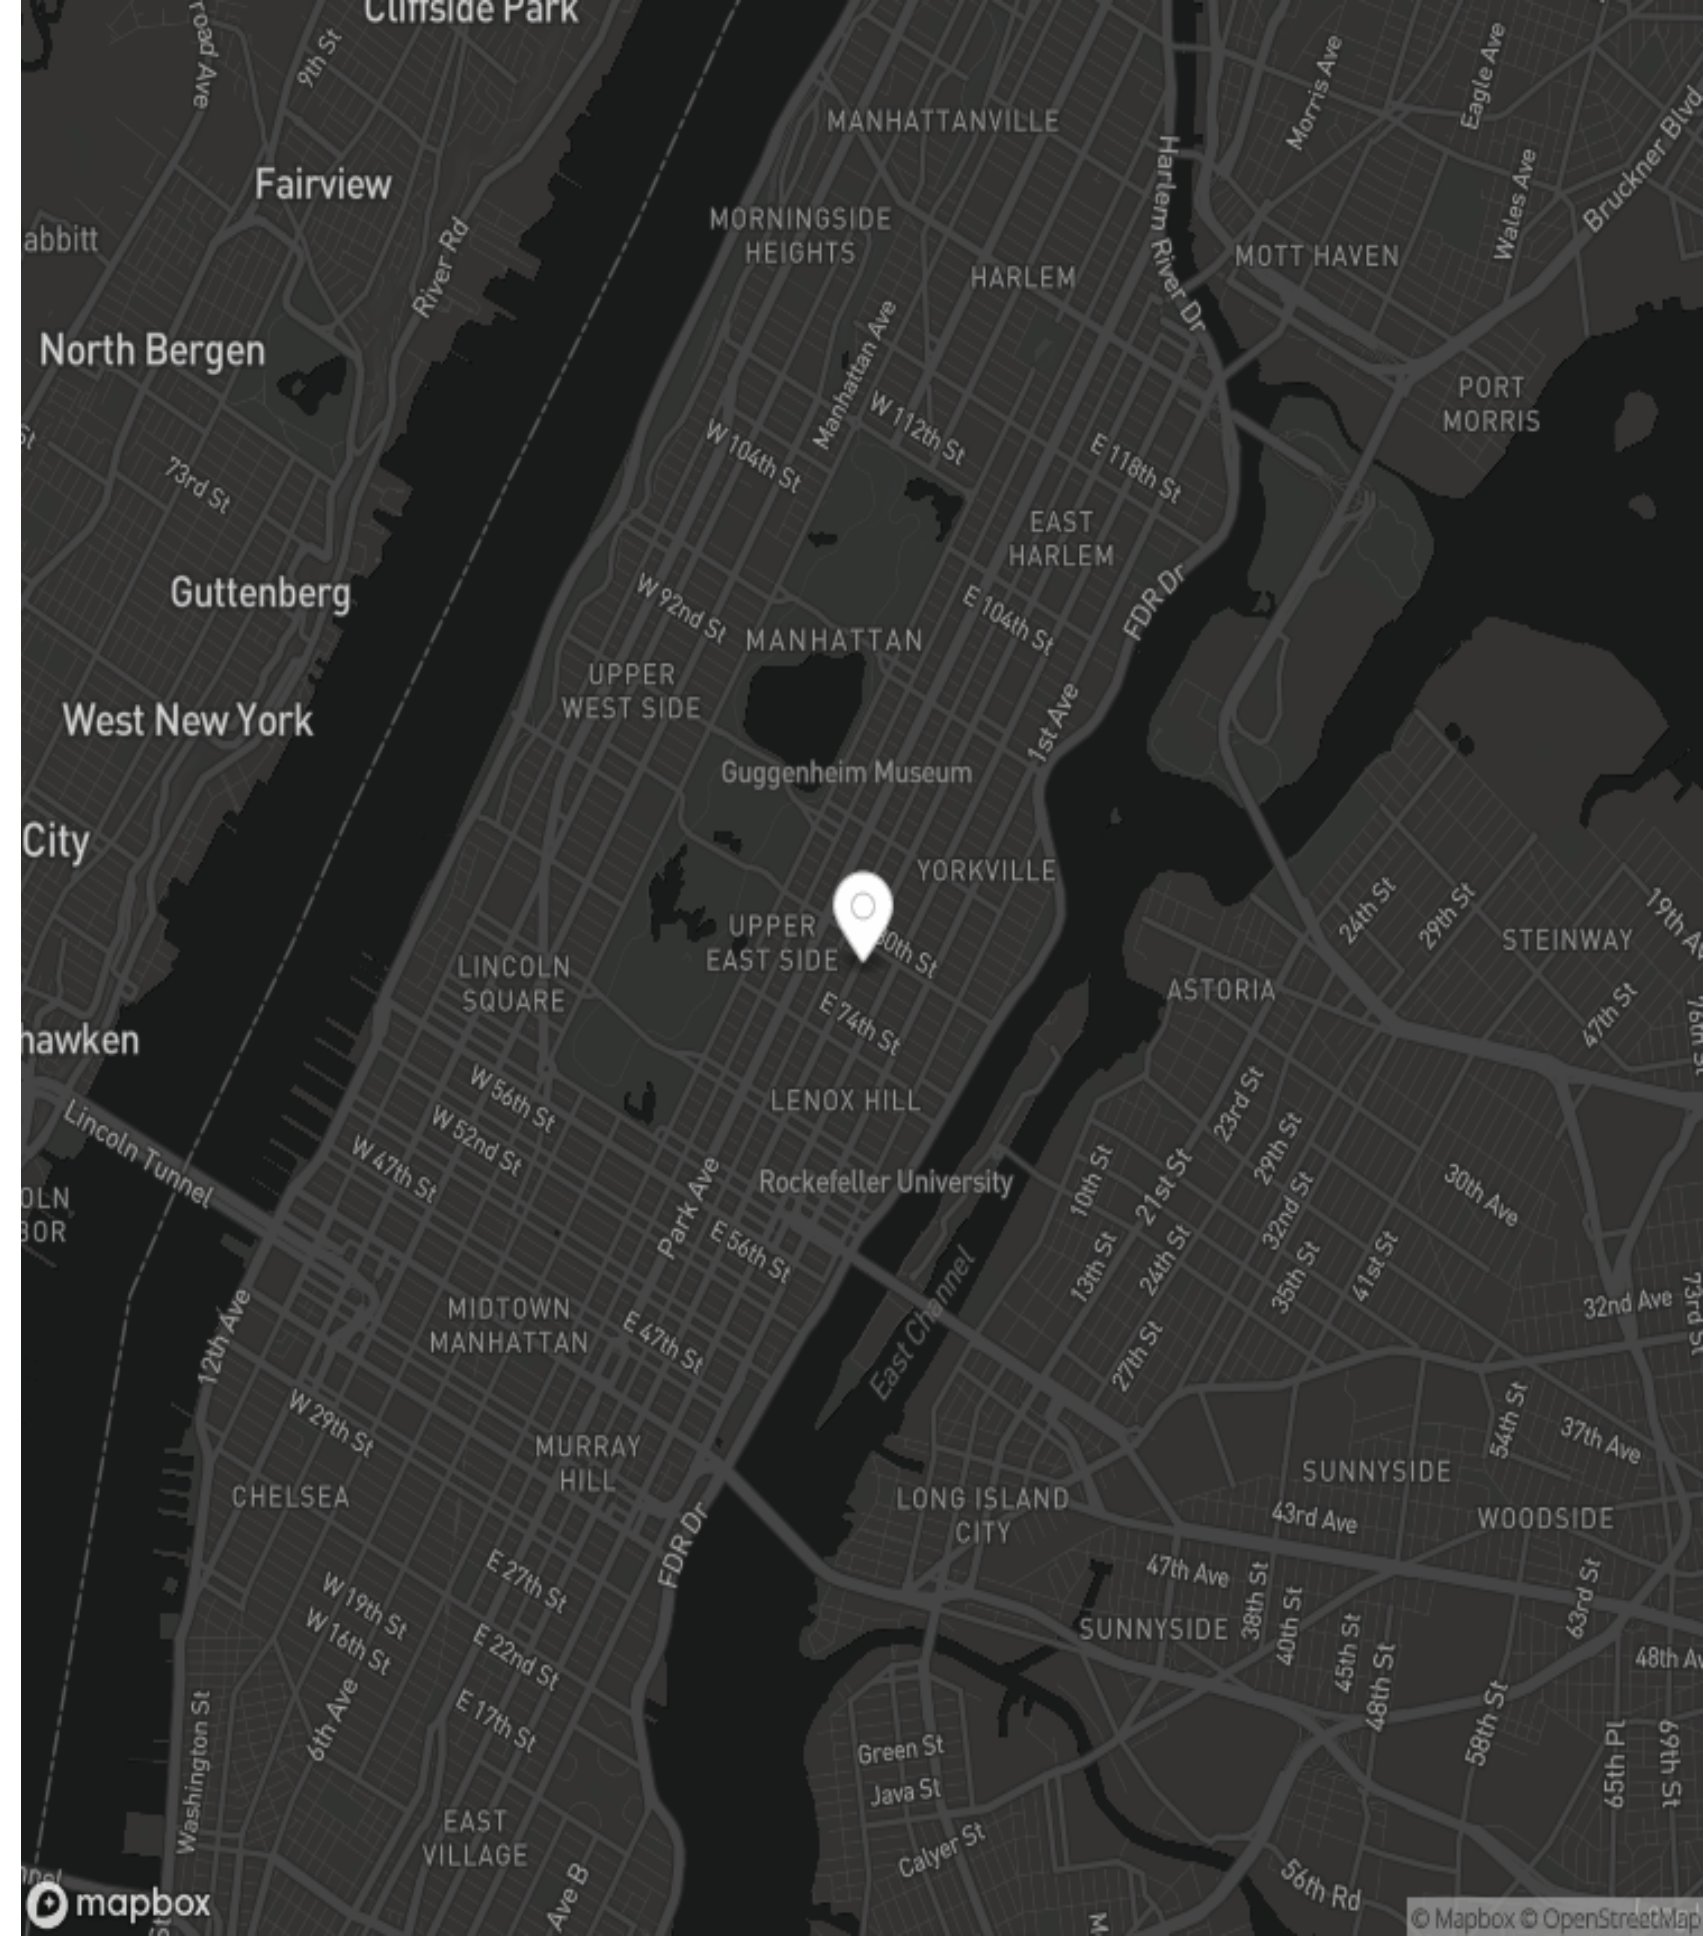 Cliffside Park
9th St
Morris Ave
Eagle Ave
MANHATTANVILLE
Bruckner Blvd
Fairview
Wales Ave
MORNINGSIDE
HEIGHTS
Harlem River Dr
River Rd
MOTT HAVEN
HARLEM
North Bergen
Manhattan Ave
PORT
MORRIS
W 112th St
W 104th St
E 118th St
73rd St
EAST
HARLEM
Guttenberg
W 92nd St
E 104th St
FDR Dr
MANHATTAN
UPPER
WEST SIDE
West New York
1st Ave
Guggenheim Museum
City
YORKVILLE
24th St
29th St
UPPER
EAST SIDE
STEINWAY
LINCOLN
SQUARE
ASTORIA
E 74th St
47th St
W 56th St
LENOX HILL
23rd St
W 52nd St
Lincoln Tunnel
W 47th St
29th St
Park Ave
Rockefeller University
10th St
21st St
30th Ave
32nd St
E 56th St
13th St
24th St
35th St
41st St
MIDTOWN
MANHATTAN
12th Ave
E 47th St
East Channel
32nd Ave
73rd St
27th St
W 29th St
54th St
37th Ave
MURRAY
HILL
SUNNYSIDE
CHELSEA
LONG ISLAND
CITY
43rd Ave
WOODSIDE
FDR Dr
E 27th St
47th Ave
38th St
W 19th St
40th St
63rd St
W 16th St
E 22nd St
SUNNYSIDE
45th St
48th St
6th Ave
E 17th St
58th St
Washington St
Green St
65th Pl
69th St
Java St
EAST
VILLAGE
Calyer St
Ave B
56th Rd
mapbox
© Mapbox © OpenStreetMap